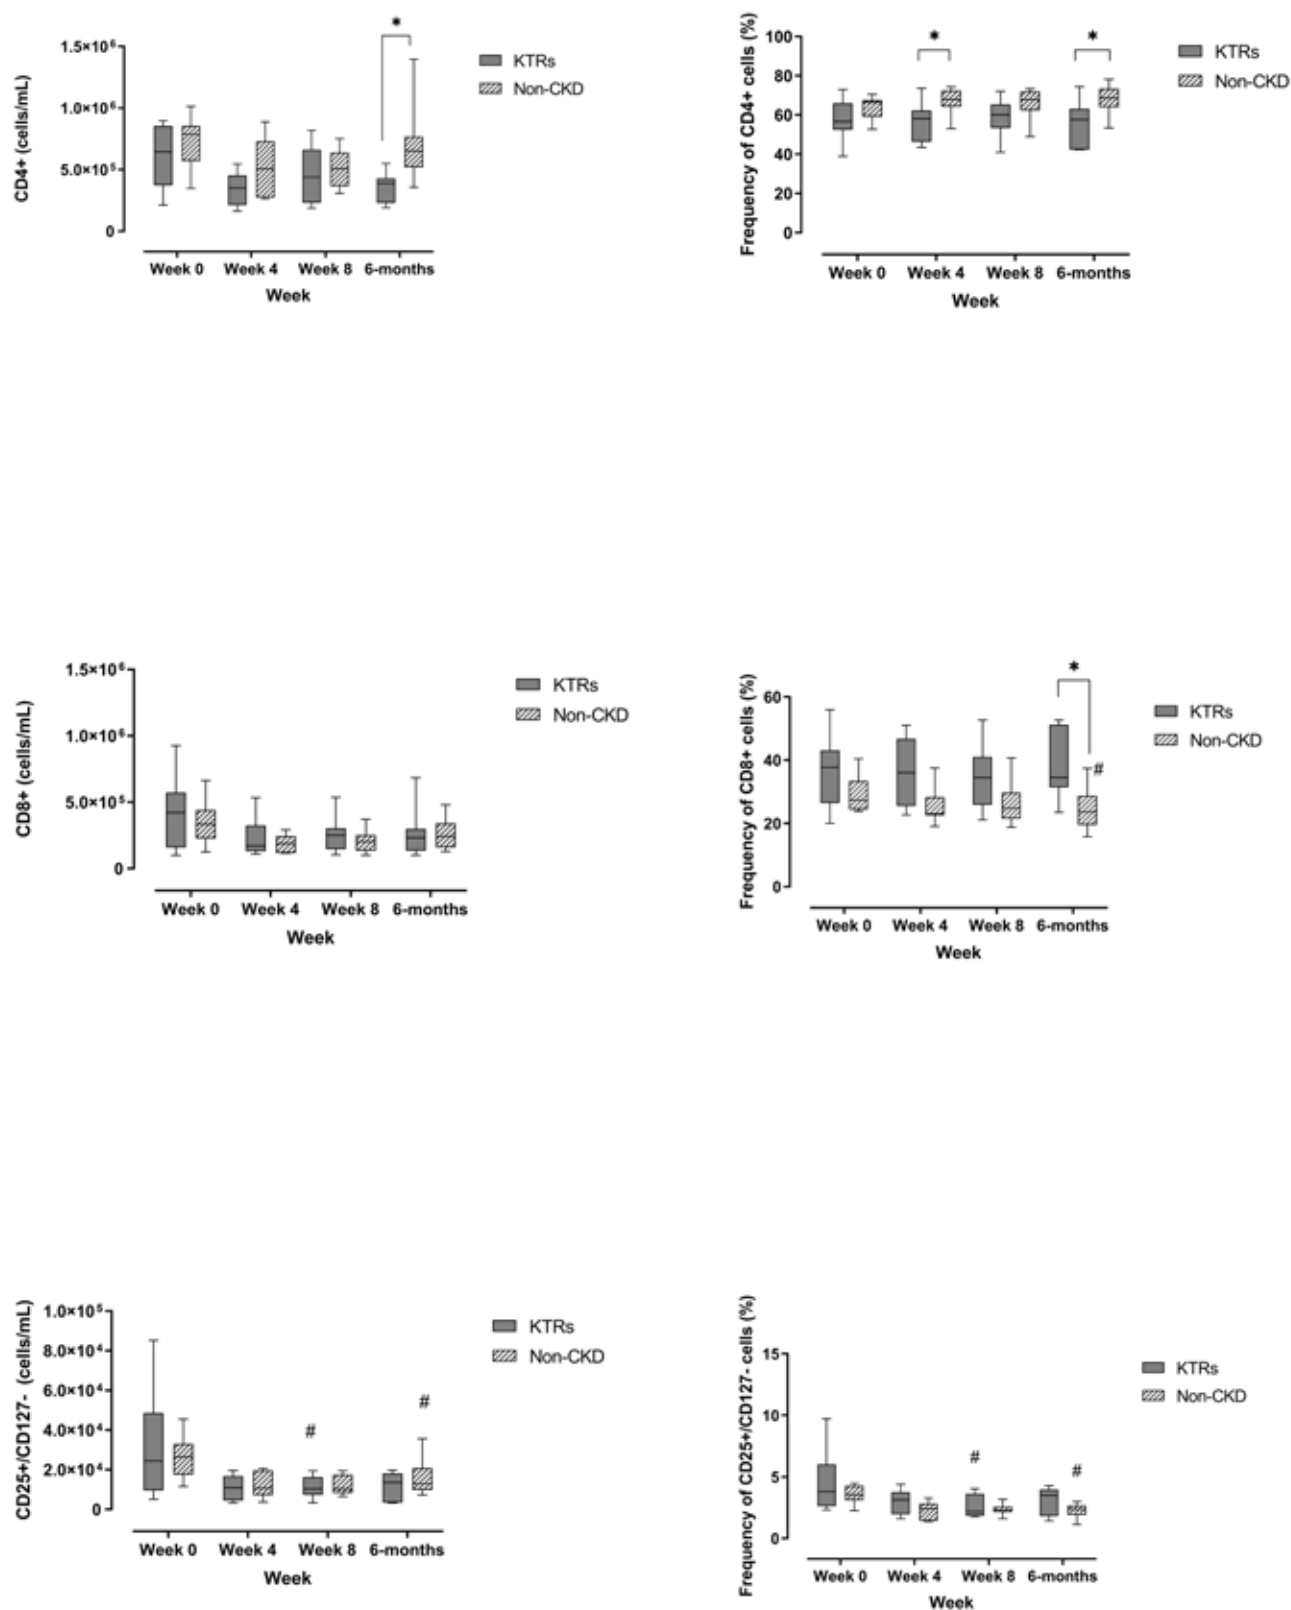 *
1.5×10⁶
1.0×10⁶
5.0×10⁵
0
CD4+ (cells/mL)
KTRs
Non-CKD
Week 0 Week 4 Week 8 6-months
Week
* *
100
80
60
40
20
0
Frequency of CD4+ cells (%)
KTRs
Non-CKD
Week 0 Week 4 Week 8 6-months
Week
1.5×10⁶
1.0×10⁶
5.0×10⁵
0
CD8+ (cells/mL)
KTRs
Non-CKD
Week 0 Week 4 Week 8 6-months
Week
*
60
40
20
0
Frequency of CD8+ cells (%)
#
KTRs
Non-CKD
Week 0 Week 4 Week 8 6-months
Week
1.0×10⁵
8.0×10⁴
6.0×10⁴
4.0×10⁴
2.0×10⁴
0
CD25+/CD127- (cells/mL)
# #
KTRs
Non-CKD
Week 0 Week 4 Week 8 6-months
Week
15
10
5
0
Frequency of CD25+/CD127- cells (%)
# #
KTRs
Non-CKD
Week 0 Week 4 Week 8 6-months
Week